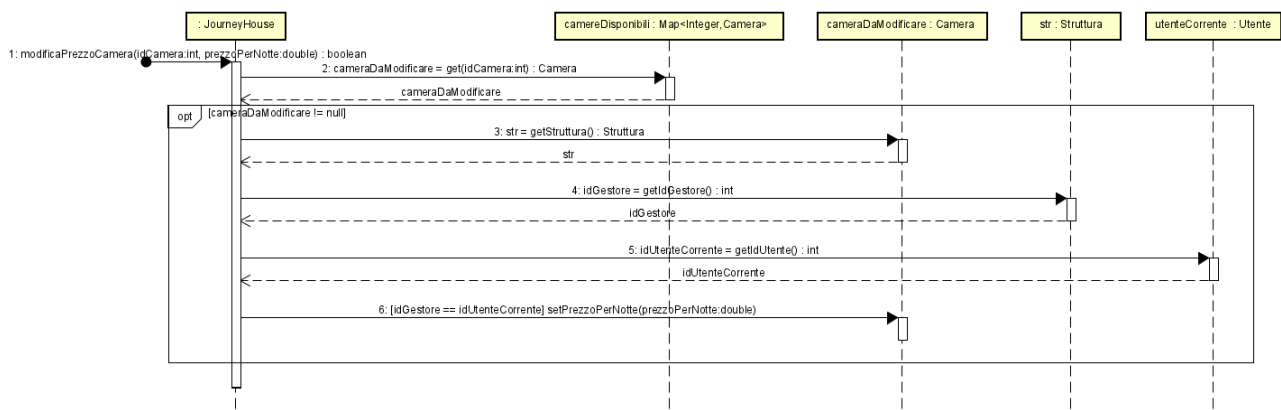 : JourneyHouse
camereDisponibili : Map<Integer,Camera>
cameraDaModificare : Camera
str : Struttura
utenteCorrente : Utente
1: modificaPrezzoCamera(idCamera:int, prezzoPerNotte:double) : boolean
2: cameraDaModificare = get(idCamera:int) : Camera
cameraDaModificare
opt
[cameraDaModificare != null]
3: str = getStruttura() : Struttura
str
4: idGestore = getIdGestore() : int
idGestore
5: idUtenteCorrente = getIdUtente() : int
idUtenteCorrente
6: [idGestore == idUtenteCorrente] setPrezzoPerNotte(prezzoPerNotte:double)